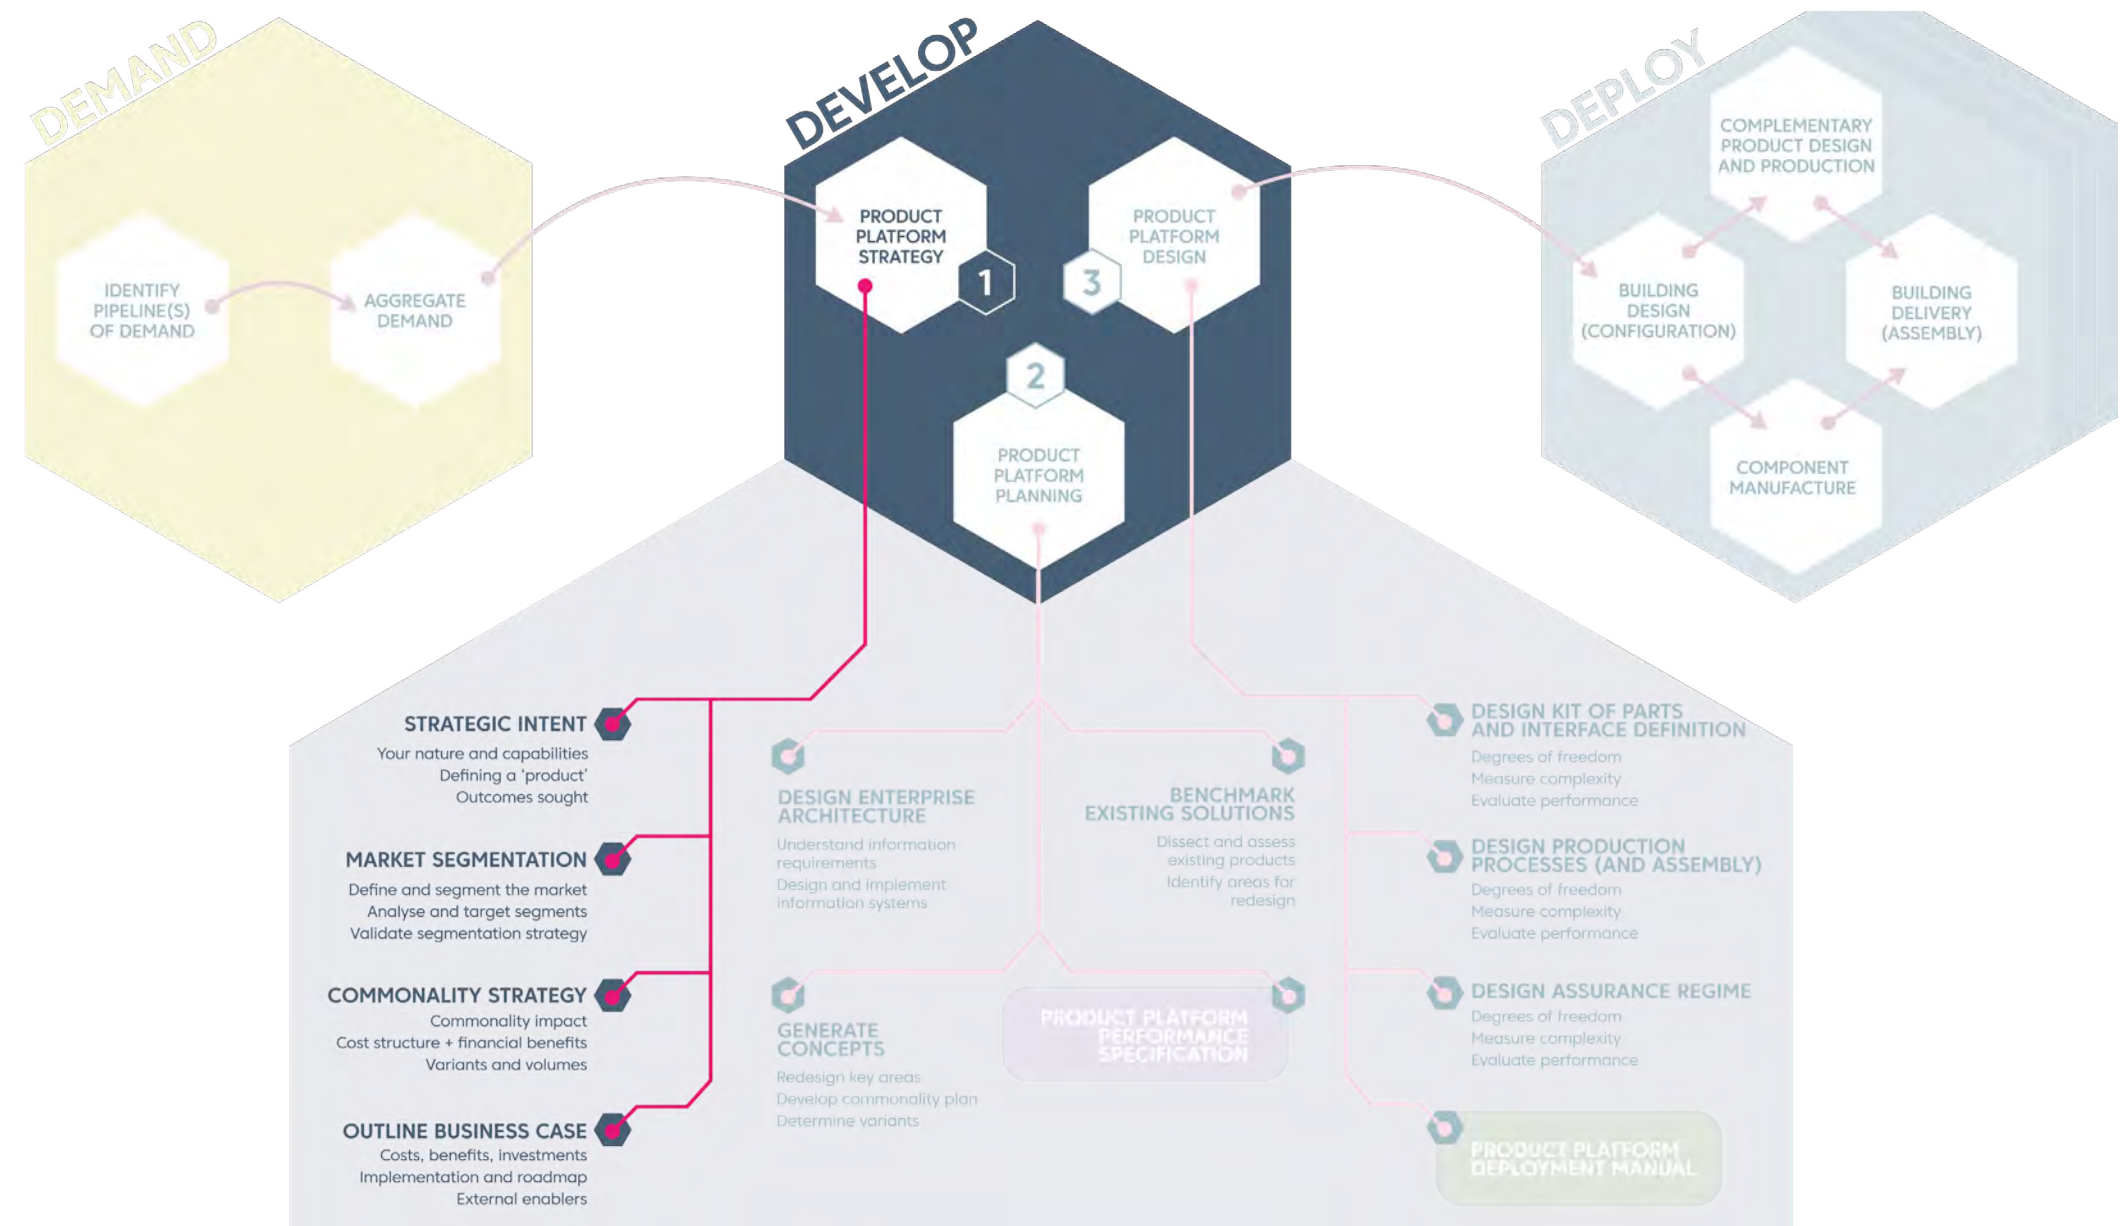 DEMAND
IDENTIFY
PIPELINE(S)
OF DEMAND
AGGREGATE
DEMAND
DEVELOP
PRODUCT
PLATFORM
STRATEGY
1
PRODUCT
PLATFORM
DESIGN
3
2
PRODUCT
PLATFORM
PLANNING
DEPLOY
COMPLEMENTARY
PRODUCT DESIGN
AND PRODUCTION
BUILDING
DESIGN
(CONFIGURATION)
BUILDING
DELIVERY
(ASSEMBLY)
COMPONENT
MANUFACTURE
STRATEGIC INTENT
Your nature and capabilities
Defining a ‘product’
Outcomes sought
MARKET SEGMENTATION
Define and segment the market
Analyse and target segments
Validate segmentation strategy
COMMONALITY STRATEGY
Commonality impact
Cost structure + financial benefits
Variants and volumes
OUTLINE BUSINESS CASE
Costs, benefits, investments
Implementation and roadmap
External enablers
DESIGN ENTERPRISE
ARCHITECTURE
Understand information
requirements
Design and implement
information systems
BENCHMARK
EXISTING SOLUTIONS
Dissect and assess
existing products
Identify areas for
redesign
GENERATE
CONCEPTS
Redesign key areas
Develop commonality plan
Determine variants
PRODUCT PLATFORM
PERFORMANCE
SPECIFICATION
DESIGN KIT OF PARTS
AND INTERFACE DEFINITION
Degrees of freedom
Measure complexity
Evaluate performance
DESIGN PRODUCTION
PROCESSES (AND ASSEMBLY)
Degrees of freedom
Measure complexity
Evaluate performance
DESIGN ASSURANCE REGIME
Degrees of freedom
Measure complexity
Evaluate performance
PRODUCT PLATFORM
DEPLOYMENT MANUAL